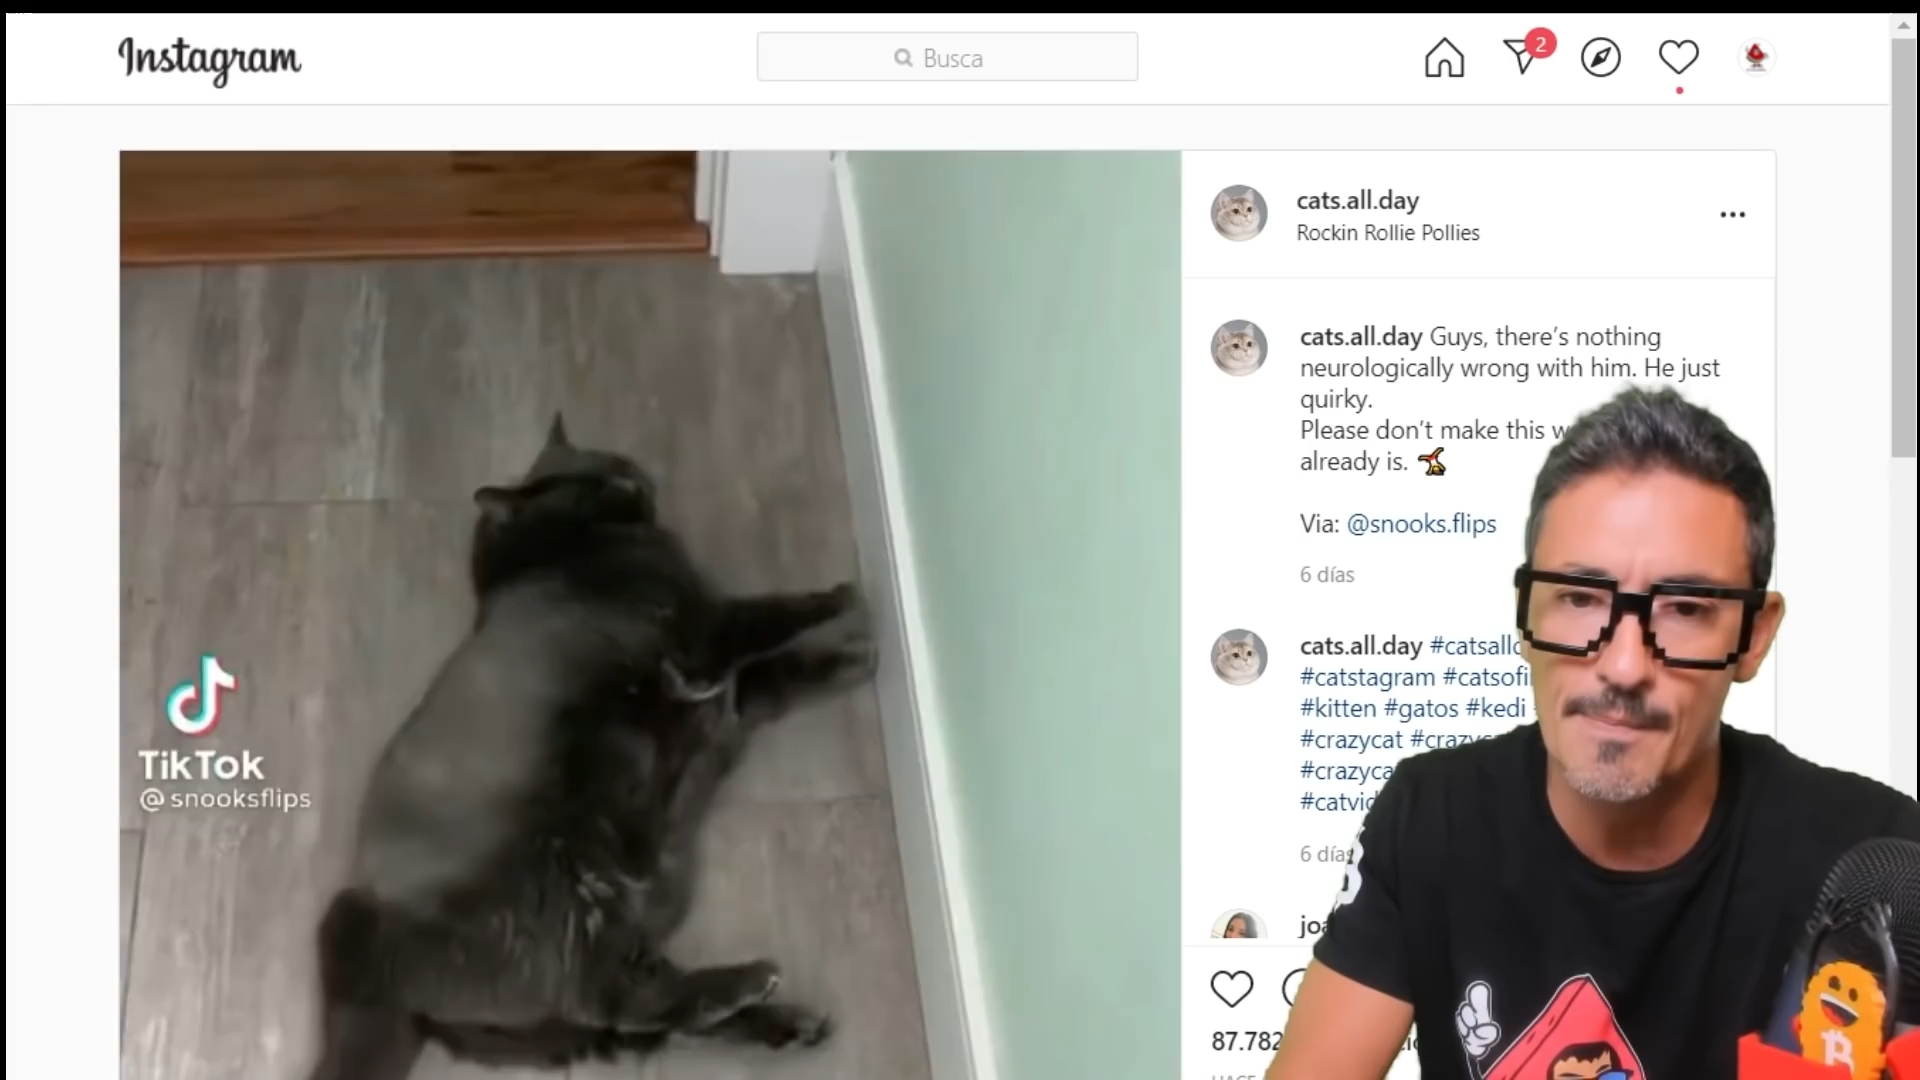 Instagram
Busca
2
cats.all.day
Rockin Rollie Pollies
cats.all.day Guys, there’s nothing
neurologically wrong with him. He just
quirky.
Please don’t make this
already is.
Via: @snooks.flips
6 días
cats.all.day
#catstagram
#kitten #gatos #kedi
#crazycat
6 días
87.782
TikTok
@snooksflips
B